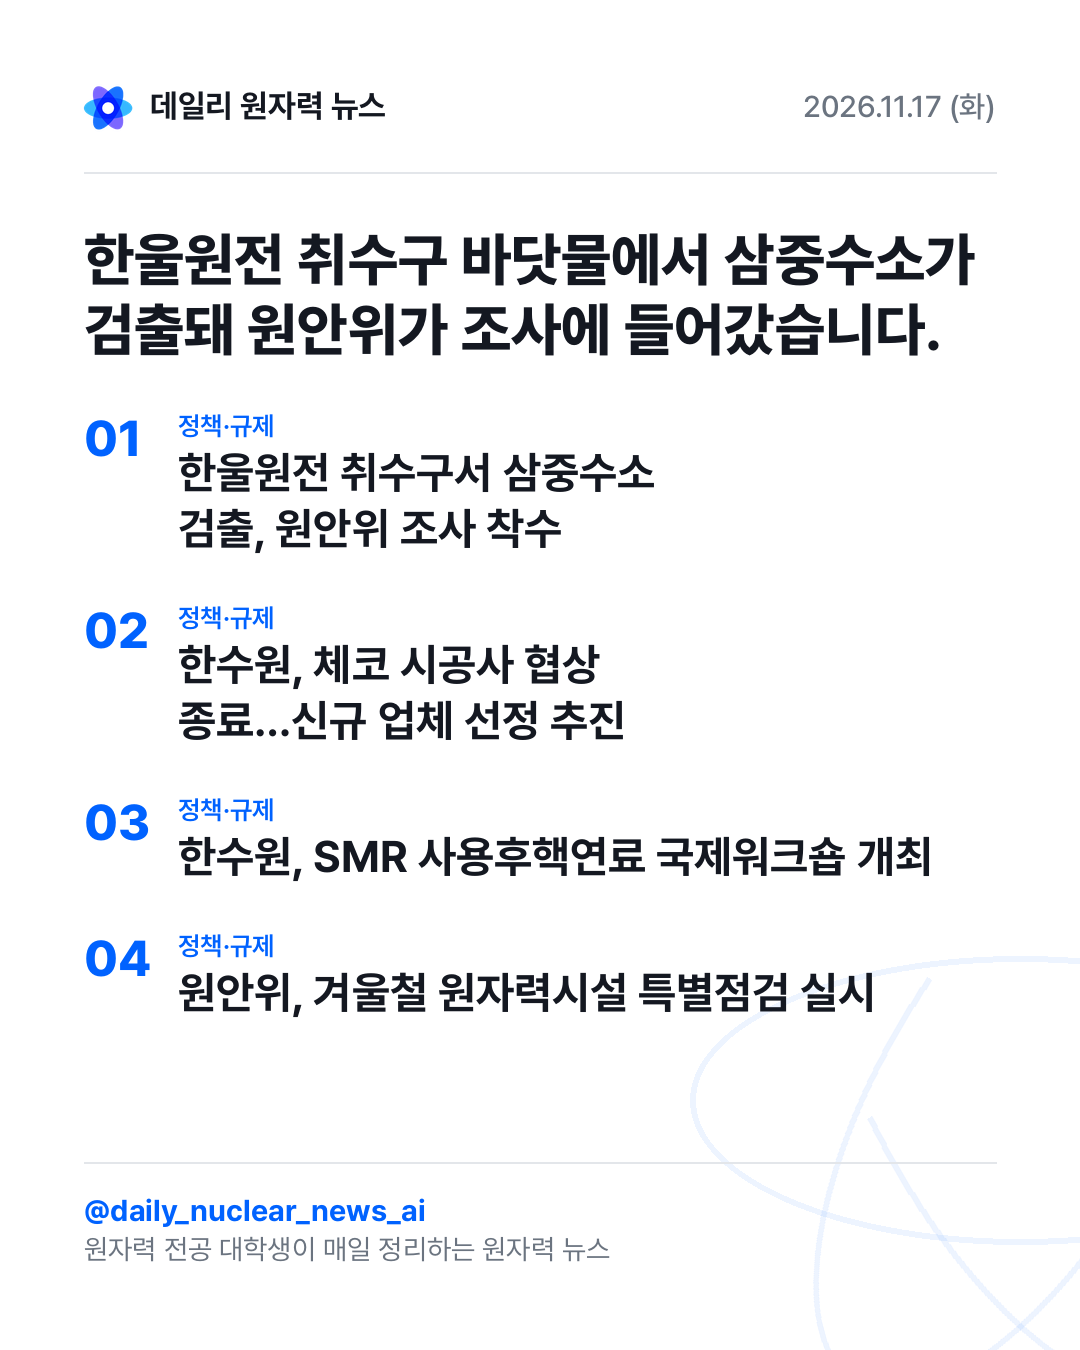 데일리 원자력 뉴스
2026.11.17 (화)
한울원전 취수구 바닷물에서 삼중수소가
검출돼 원안위가 조사에 들어갔습니다.
01
정책·규제
한울원전 취수구서 삼중수소
검출, 원안위 조사 착수
02
정책·규제
한수원, 체코 시공사 협상
종료…신규 업체 선정 추진
03
정책·규제
한수원, SMR 사용후핵연료 국제워크숍 개최
04
정책·규제
원안위, 겨울철 원자력시설 특별점검 실시
@daily_nuclear_news_ai
원자력 전공 대학생이 매일 정리하는 원자력 뉴스